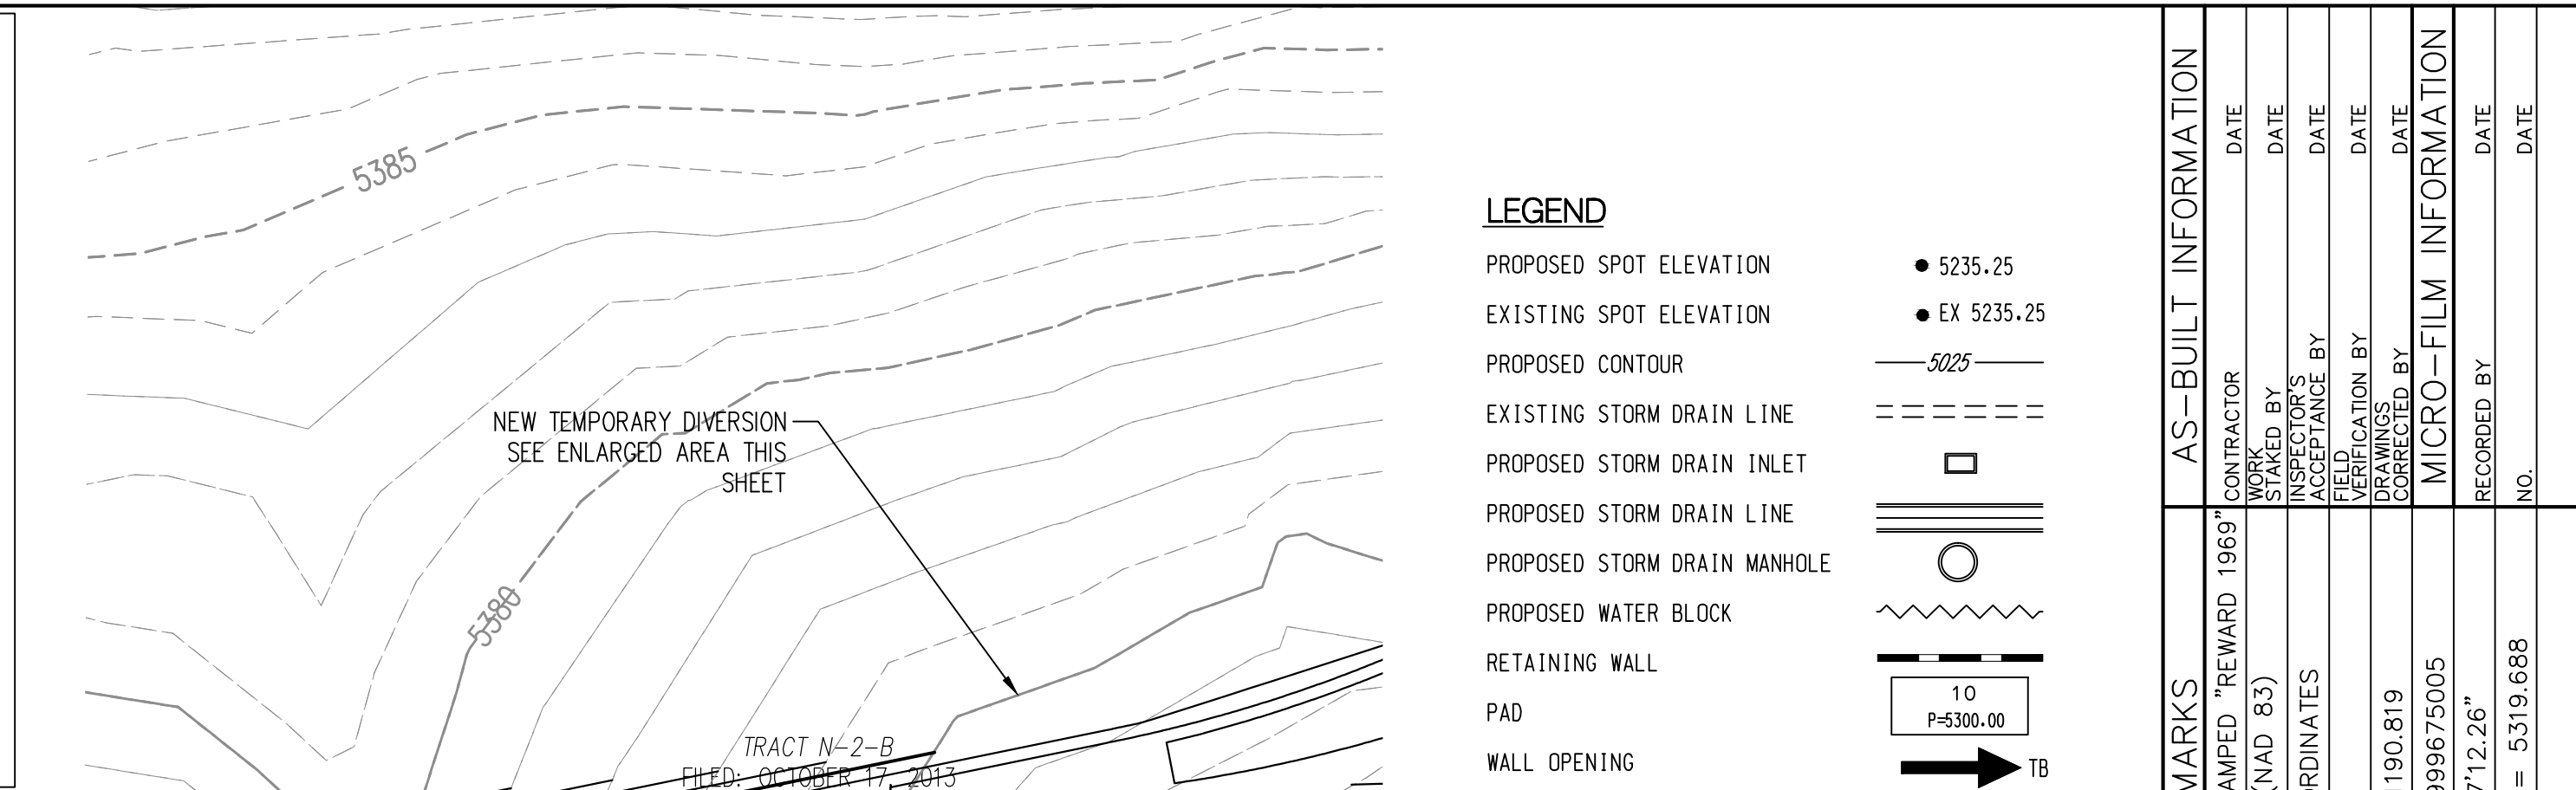 5385
NEW TEMPORARY DIVERSION
SEE ENLARGED AREA THIS
SHEET
5380
TRACT N-2-B
FILED: OCTOBER 17, 2013
LEGEND
PROPOSED SPOT ELEVATION
5235.25
EXISTING SPOT ELEVATION
EX 5235.25
PROPOSED CONTOUR
5025
EXISTING STORM DRAIN LINE
PROPOSED STORM DRAIN INLET
PROPOSED STORM DRAIN LINE
PROPOSED STORM DRAIN MANHOLE
PROPOSED WATER BLOCK
RETAINING WALL
PAD
10
P=5300.00
WALL OPENING
TB
AS-BUILT INFORMATION
CONTRACTOR DATE
WORK
STAKED BY DATE
INSPECTOR'S
ACCEPTANCE BY DATE
FIELD
VERIFICATION BY DATE
DRAWINGS
CORRECTED BY DATE
MICRO-FILM INFORMATION
RECORDED BY DATE
NO. DATE
MARKS
AMPED "REWARD 1969"
(NAD 83)
RDINATES
1190.819
999675005
7'12.26"
= 5319.688